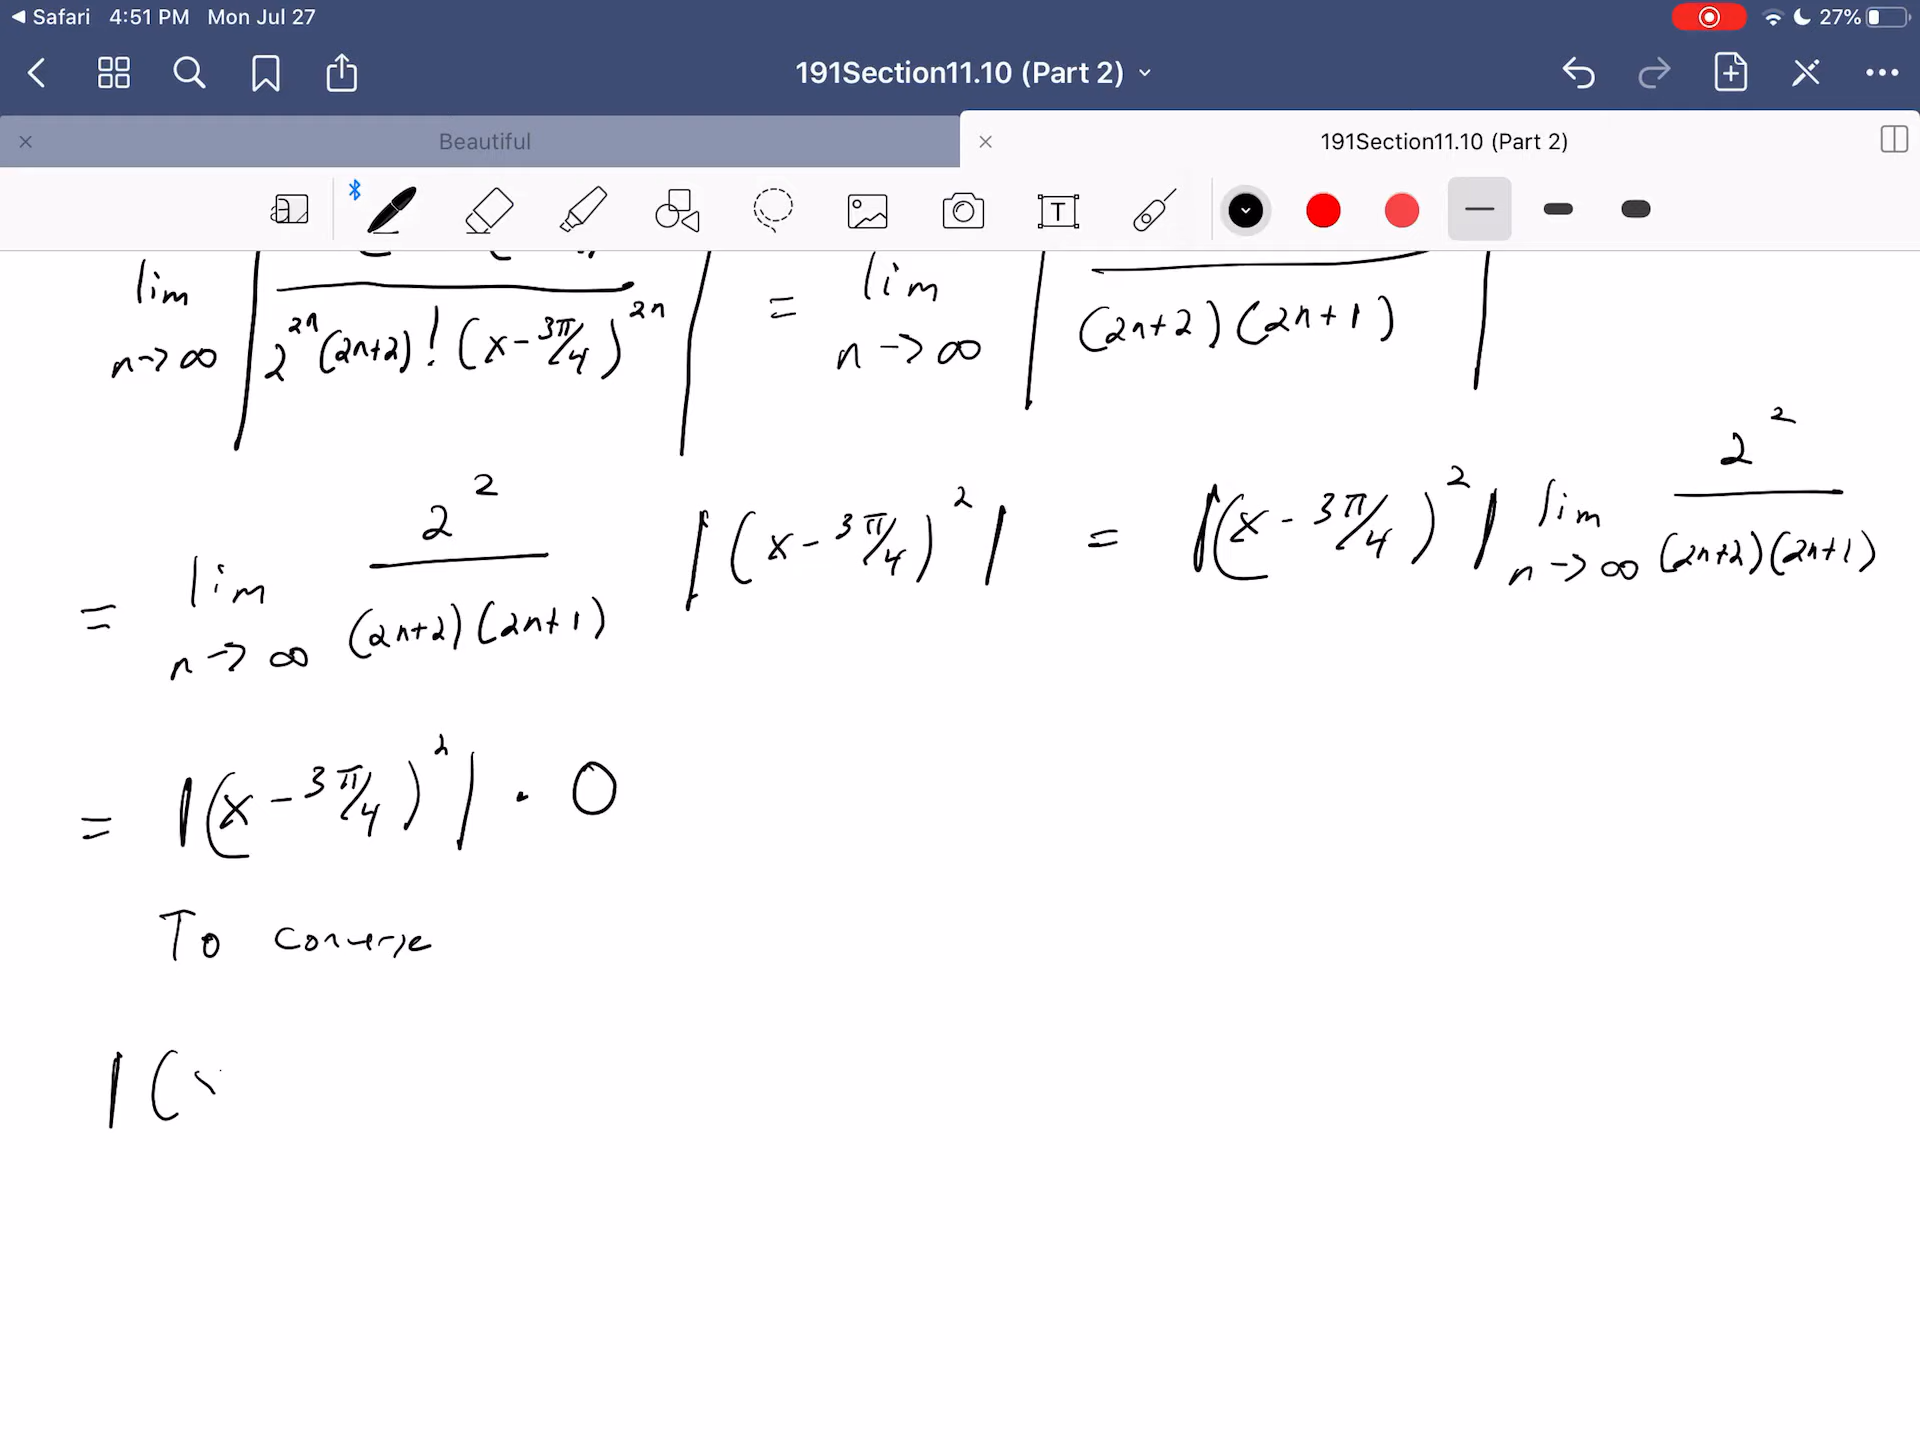 Safari 4:51 PM Mon Jul 27 27%
191Section11.10 (Part 2)
Beautiful 191Section11.10 (Part 2)
a T
lim n→∞ | / 2^{2n} (2n+2)! (x - 3π/4)^{2n} | = lim n→∞ | / (2n+2)(2n+1) |
= lim n→∞ 2^2 / (2n+2)(2n+1) |(x - 3π/4)^2| = |(x - 3π/4)^2| lim n→∞ 2^2 / (2n+2)(2n+1)
= |(x - 3π/4)^2| · 0
To converge
|(